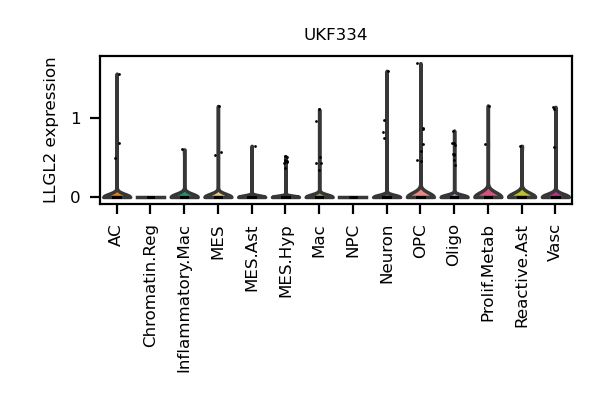 UKF334
LLGL2 expression
1
0
AC
Chromatin.Reg
Inflammatory.Mac
MES
MES.Ast
MES.Hyp
Mac
NPC
Neuron
OPC
Oligo
Prolif.Metab
Reactive.Ast
Vasc